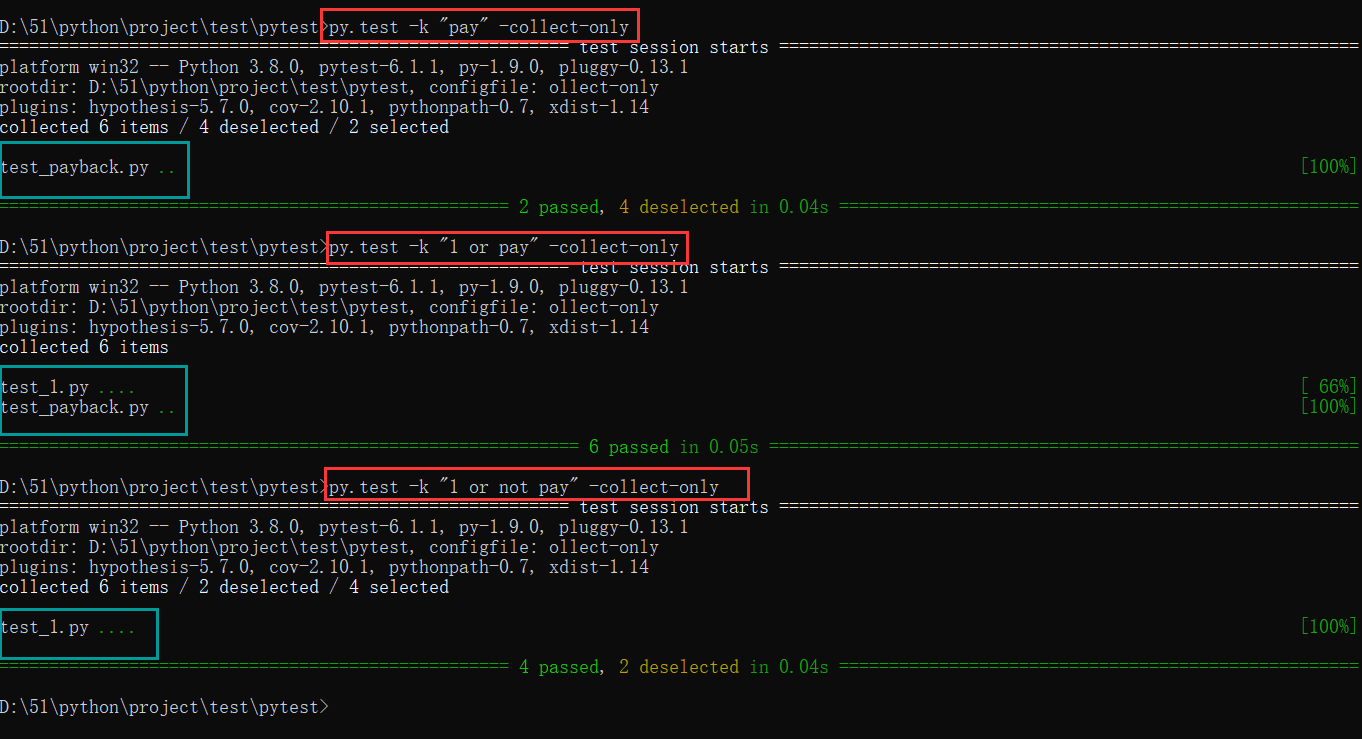 D:\51\python\project\test\pytest>py.test -k "pay" -collect-only
============================= test session starts =============================
platform win32 -- Python 3.8.0, pytest-6.1.1, py-1.9.0, pluggy-0.13.1
rootdir: D:\51\python\project\test\pytest, configfile: ollect-only
plugins: hypothesis-5.7.0, cov-2.10.1, pythonpath-0.7, xdist-1.14
collected 6 items / 4 deselected / 2 selected
test_payback.py .. [100%]
======================= 2 passed, 4 deselected in 0.04s =======================
D:\51\python\project\test\pytest>py.test -k "1 or pay" -collect-only
============================= test session starts =============================
platform win32 -- Python 3.8.0, pytest-6.1.1, py-1.9.0, pluggy-0.13.1
rootdir: D:\51\python\project\test\pytest, configfile: ollect-only
plugins: hypothesis-5.7.0, cov-2.10.1, pythonpath-0.7, xdist-1.14
collected 6 items
test_1.py .... [ 66%]
test_payback.py .. [100%]
============================== 6 passed in 0.05s ==============================
D:\51\python\project\test\pytest>py.test -k "1 or not pay" -collect-only
============================= test session starts =============================
platform win32 -- Python 3.8.0, pytest-6.1.1, py-1.9.0, pluggy-0.13.1
rootdir: D:\51\python\project\test\pytest, configfile: ollect-only
plugins: hypothesis-5.7.0, cov-2.10.1, pythonpath-0.7, xdist-1.14
collected 6 items / 2 deselected / 4 selected
test_1.py .... [100%]
======================= 4 passed, 2 deselected in 0.04s =======================
D:\51\python\project\test\pytest>